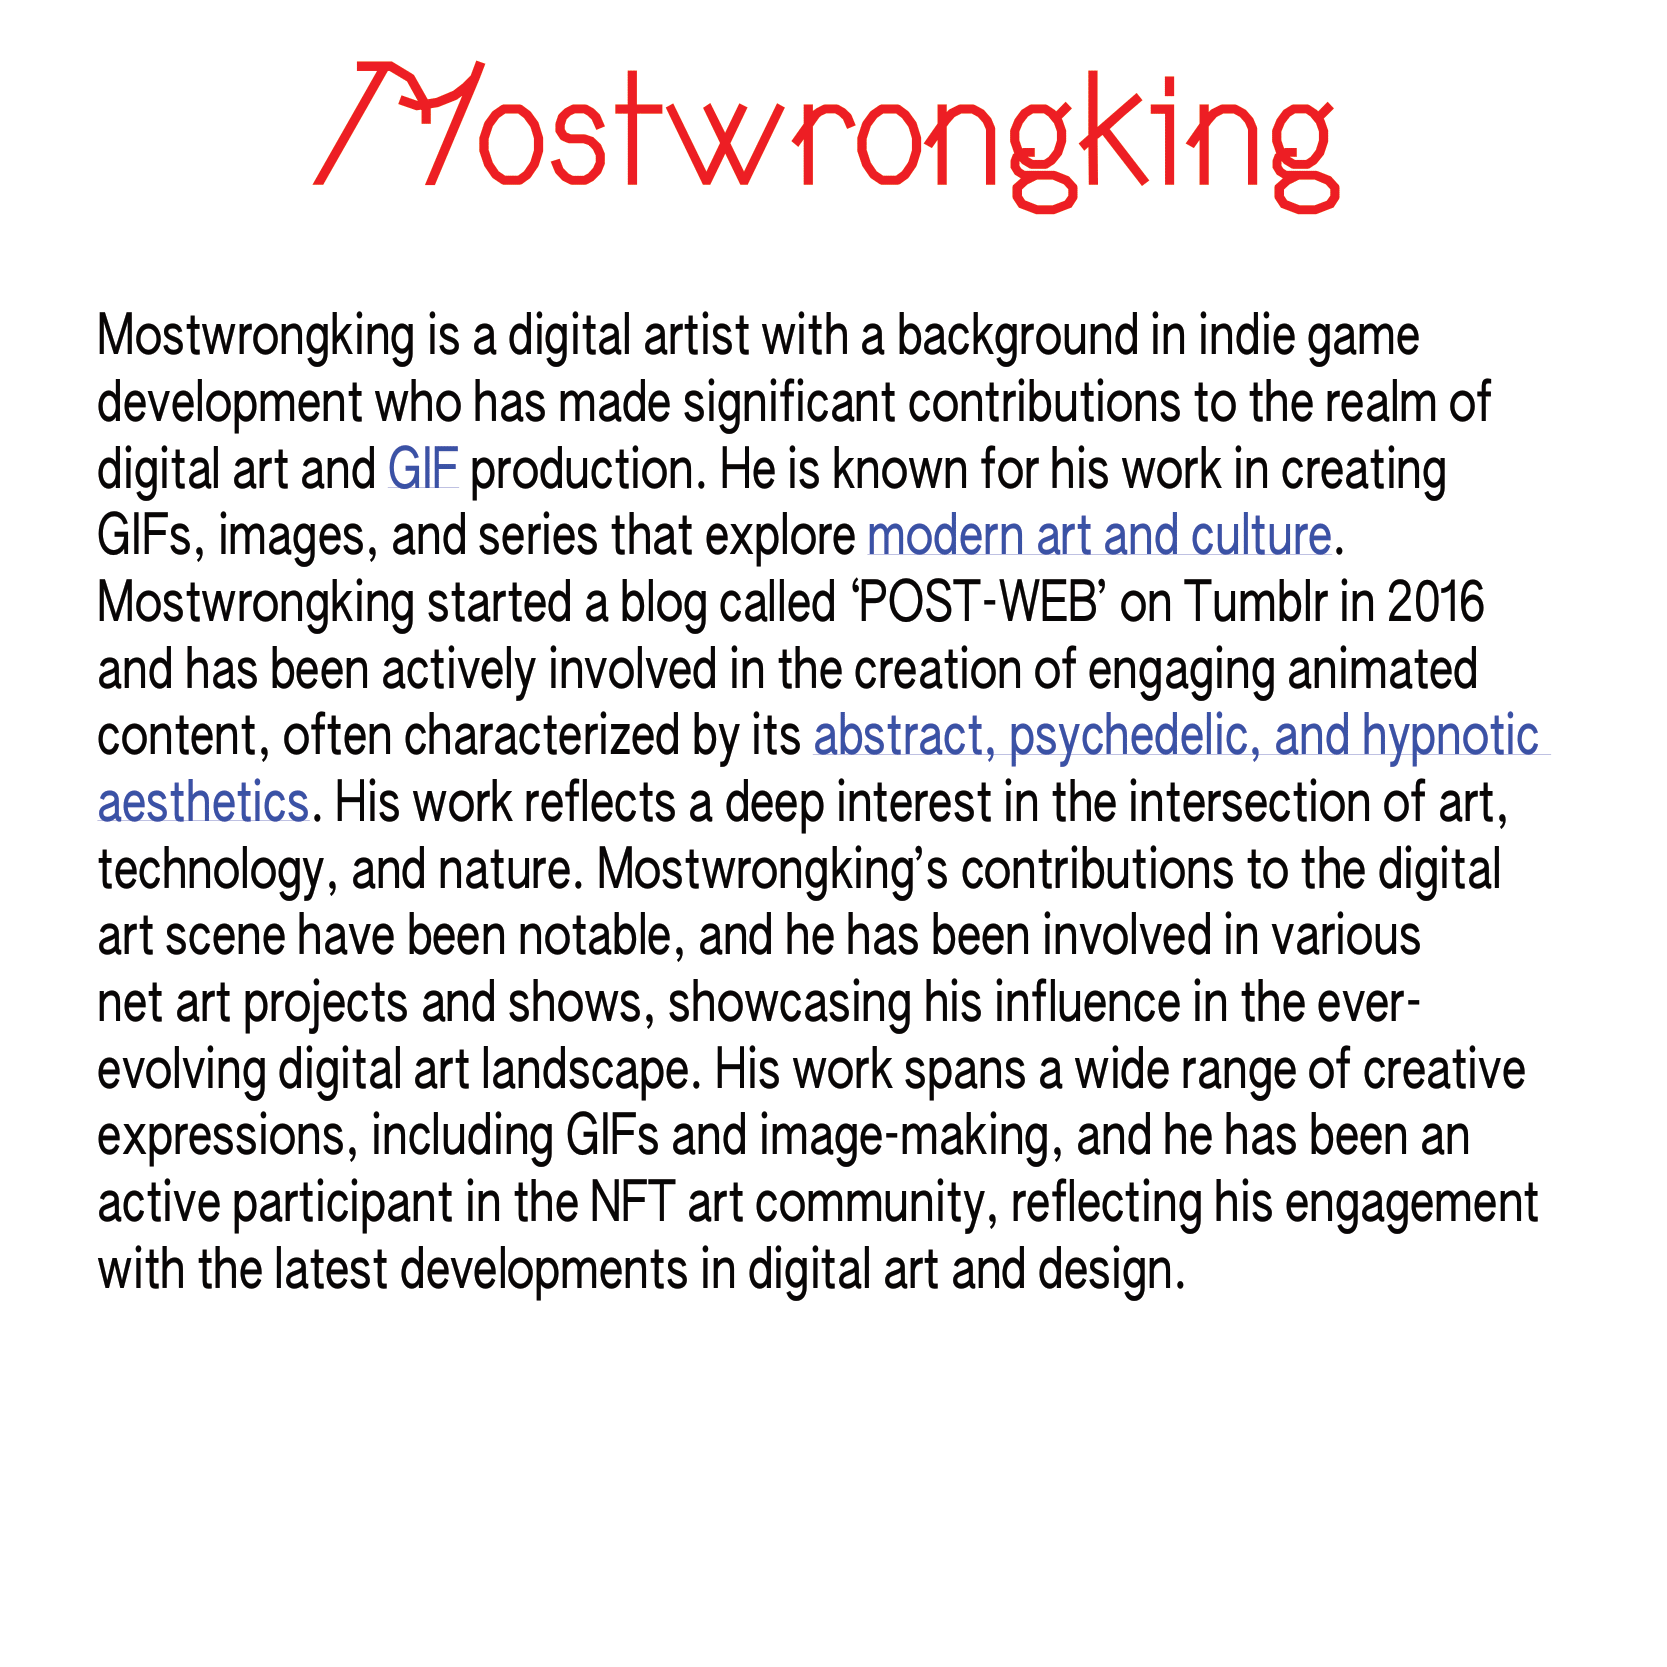 Mostwrongking
Mostwrongking is a digital artist with a background in indie game
development who has made significant contributions to the realm of
digital art and GIF production. He is known for his work in creating
GIFs, images, and series that explore modern art and culture.
Mostwrongking started a blog called ‘POST-WEB’ on Tumblr in 2016
and has been actively involved in the creation of engaging animated
content, often characterized by its abstract, psychedelic, and hypnotic
aesthetics. His work reflects a deep interest in the intersection of art,
technology, and nature. Mostwrongking’s contributions to the digital
art scene have been notable, and he has been involved in various
net art projects and shows, showcasing his influence in the ever-
evolving digital art landscape. His work spans a wide range of creative
expressions, including GIFs and image-making, and he has been an
active participant in the NFT art community, reflecting his engagement
with the latest developments in digital art and design.